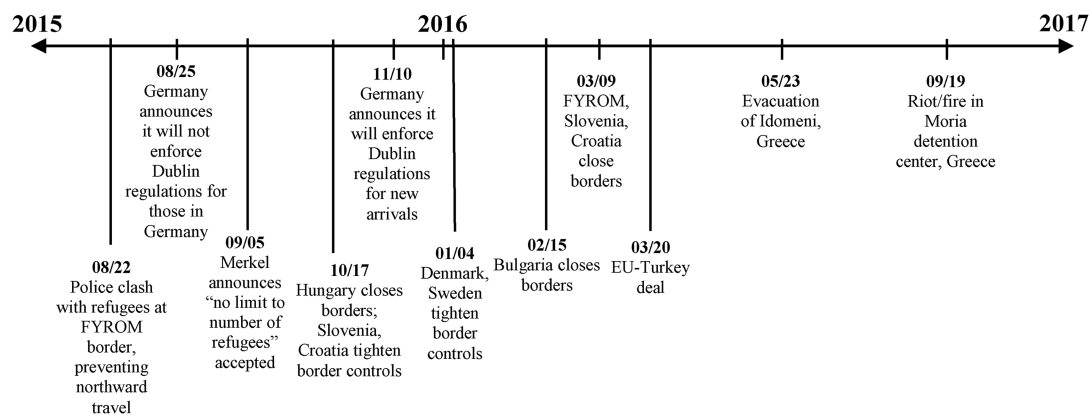 2015
2016
2017
08/22
Police clash
with refugees at
FYROM
border,
preventing
northward
travel
08/25
Germany
announces
it will not
enforce
Dublin
regulations for
those in
Germany
09/05
Merkel
announces
“no limit to
number of
refugees”
accepted
10/17
Hungary closes
borders;
Slovenia,
Croatia tighten
border controls
11/10
Germany
announces it
will enforce
Dublin
regulations
for new
arrivals
01/04
Denmark,
Sweden
tighten
border
controls
02/15
Bulgaria closes
borders
03/09
FYROM,
Slovenia,
Croatia
close
borders
03/20
EU-Turkey
deal
05/23
Evacuation
of Idomeni,
Greece
09/19
Riot/fire in
Moria
detention
center, Greece